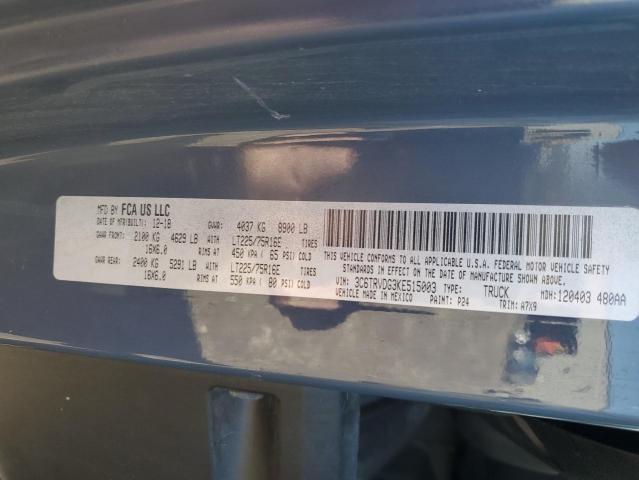 MFD BY FCA US LLC
DATE OF MFR(BUILT): 12-18 GVWR: 4037 KG 8900 LB
GAWR FRONT: 2100 KG 4629 LB WITH LT225/75R16E TIRES
16X6.0 RIMS AT 450 KPA ( 65 PSI) COLD
GAWR REAR: 2400 KG 5291 LB WITH LT225/75R16E TIRES
16X6.0 RIMS AT 550 KPA ( 80 PSI) COLD
THIS VEHICLE CONFORMS TO ALL APPLICABLE U.S.A. FEDERAL MOTOR VEHICLE SAFETY
STANDARDS IN EFFECT ON THE DATE OF MANUFACTURE SHOWN ABOVE.
VIN: 3C6TRVDG3KE515003 TYPE: TRUCK MDH:120403 480AA
VEHICLE MADE IN MEXICO PAINT: P24 TRIM: A7X9